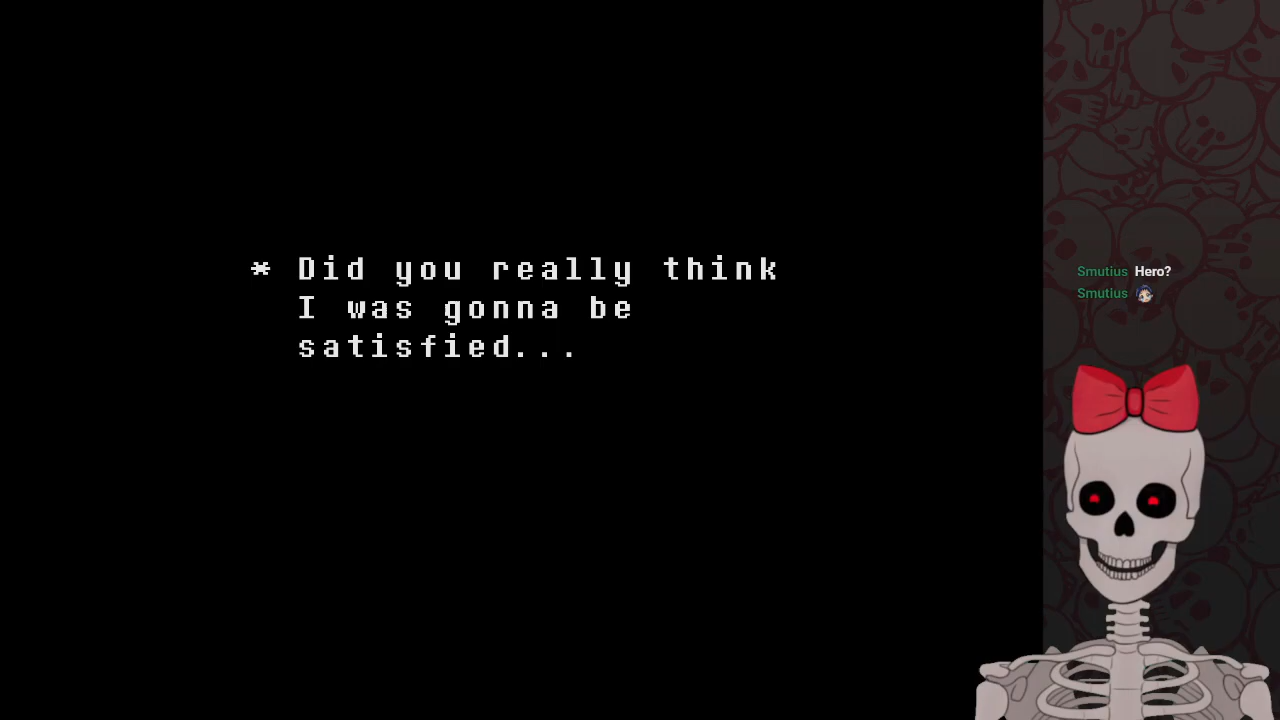 * Did you really think
I was gonna be
satisfied...
Smutius Hero?
Smutius